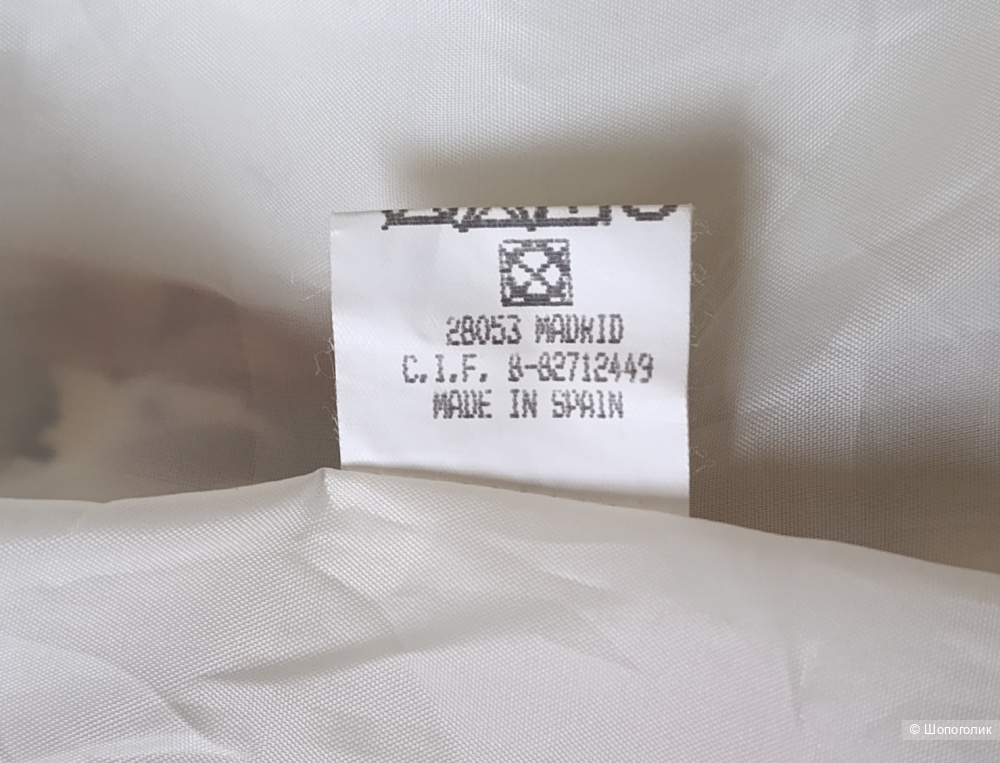 28053 MADRID
C.I.F. B-82712449
MADE IN SPAIN
© Шопоголик